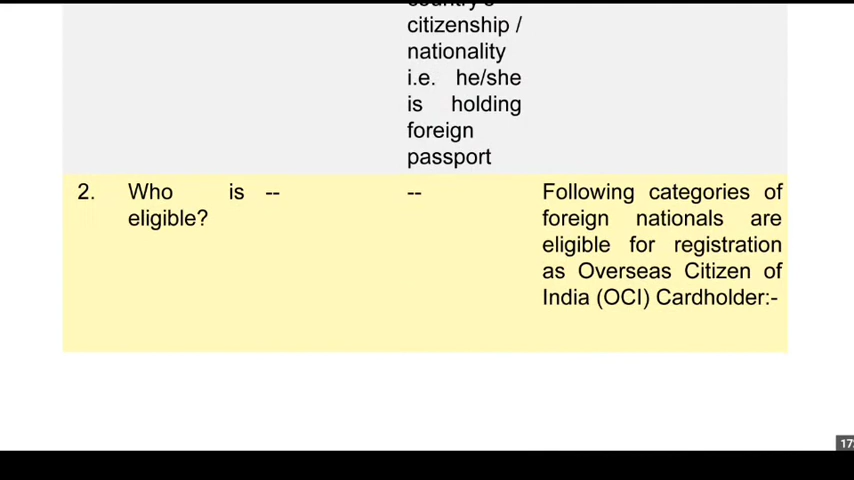 country's
citizenship /
nationality
i.e. he/she
is holding
foreign
passport
2. Who is -- -- Following categories of
eligible? foreign nationals are
eligible for registration
as Overseas Citizen of
India (OCI) Cardholder:-
17